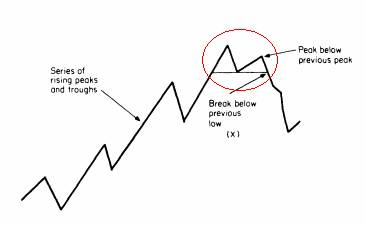 Peak below
previous peak
Series of
rising peaks
and troughs
Break below
previous
low
(X)